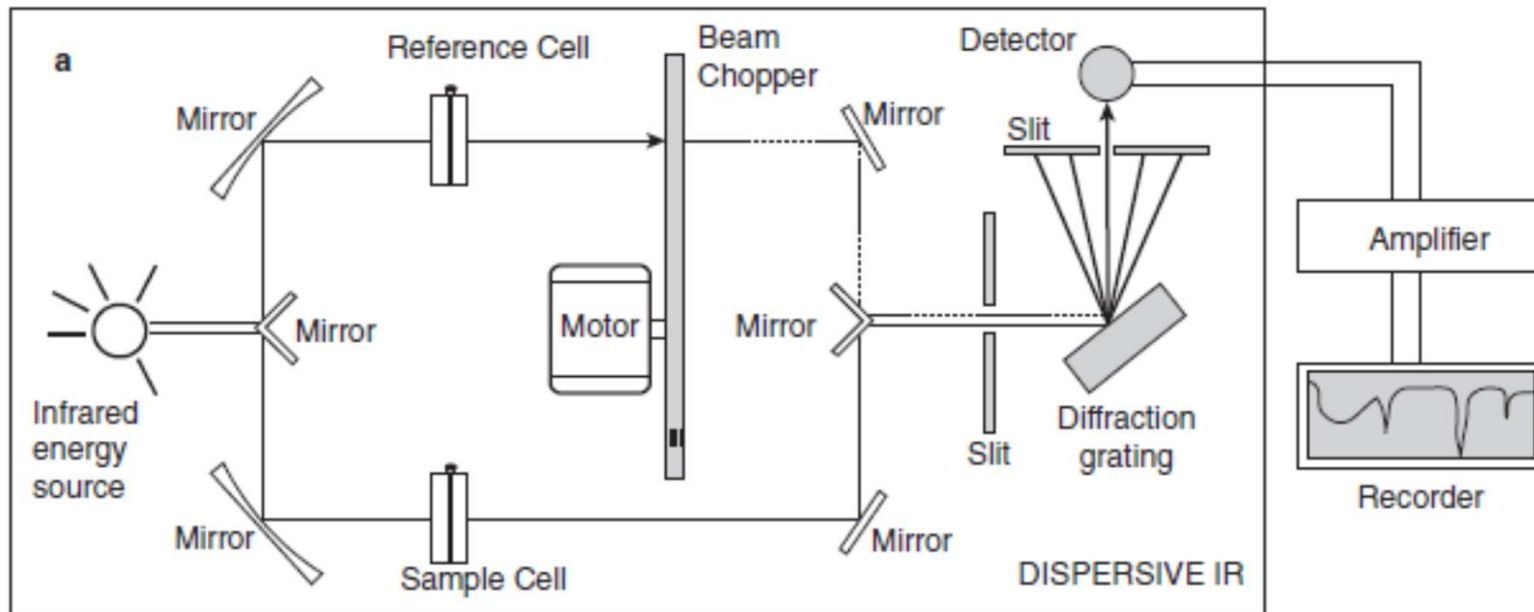 a
Reference Cell
Beam
Chopper
Detector
Mirror
Mirror
Slit
Amplifier
Mirror
Motor
Mirror
Infrared
energy
source
Slit
Diffraction
grating
Recorder
Mirror
Sample Cell
Mirror
DISPERSIVE IR